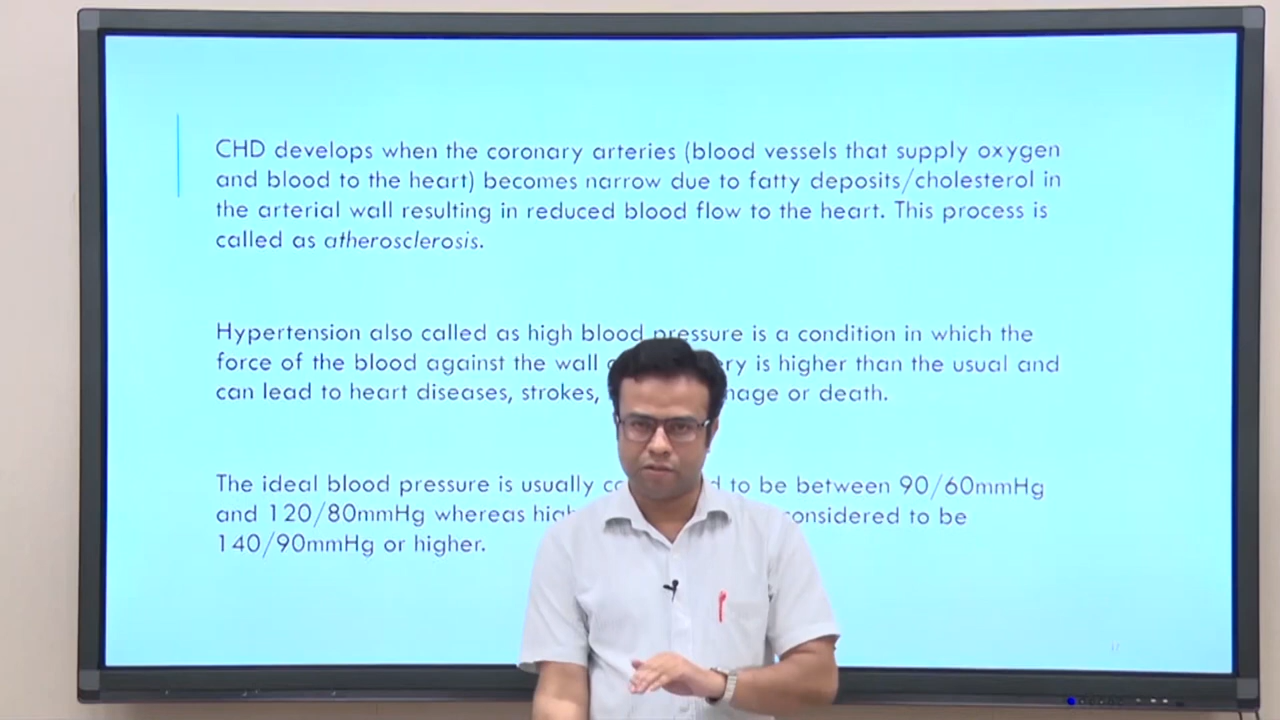 CHD develops when the coronary arteries (blood vessels that supply oxygen
and blood to the heart) becomes narrow due to fatty deposits/cholesterol in
the arterial wall resulting in reduced blood flow to the heart. This process is
called as atherosclerosis.
Hypertension also called as high blood pressure is a condition in which the
force of the blood against the wall ery is higher than the usual and
can lead to heart diseases, strokes, mage or death.
The ideal blood pressure is usually co d to be between 90/60mmHg
and 120/80mmHg whereas high considered to be
140/90mmHg or higher.